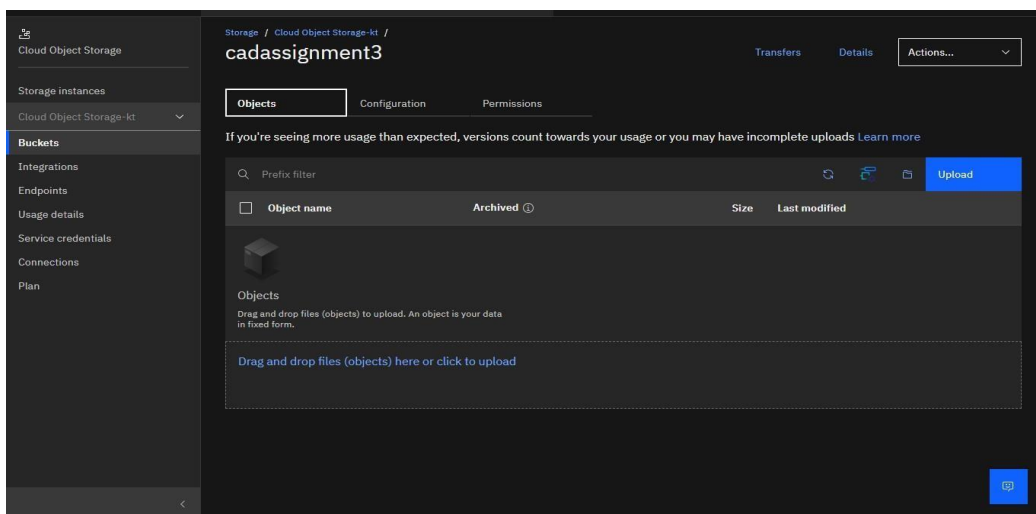 Cloud Object Storage
Storage instances
Cloud Object Storage-kt
Buckets
Integrations
Endpoints
Usage details
Service credentials
Connections
Plan
Storage / Cloud Object Storage-kt /
cadassignment3
Transfers Details Actions...
Objects Configuration Permissions
If you're seeing more usage than expected, versions count towards your usage or you may have incomplete uploads Learn more
Prefix filter Upload
Object name Archived Size Last modified
Objects
Drag and drop files (objects) to upload. An object is your data
in fixed form.
Drag and drop files (objects) here or click to upload